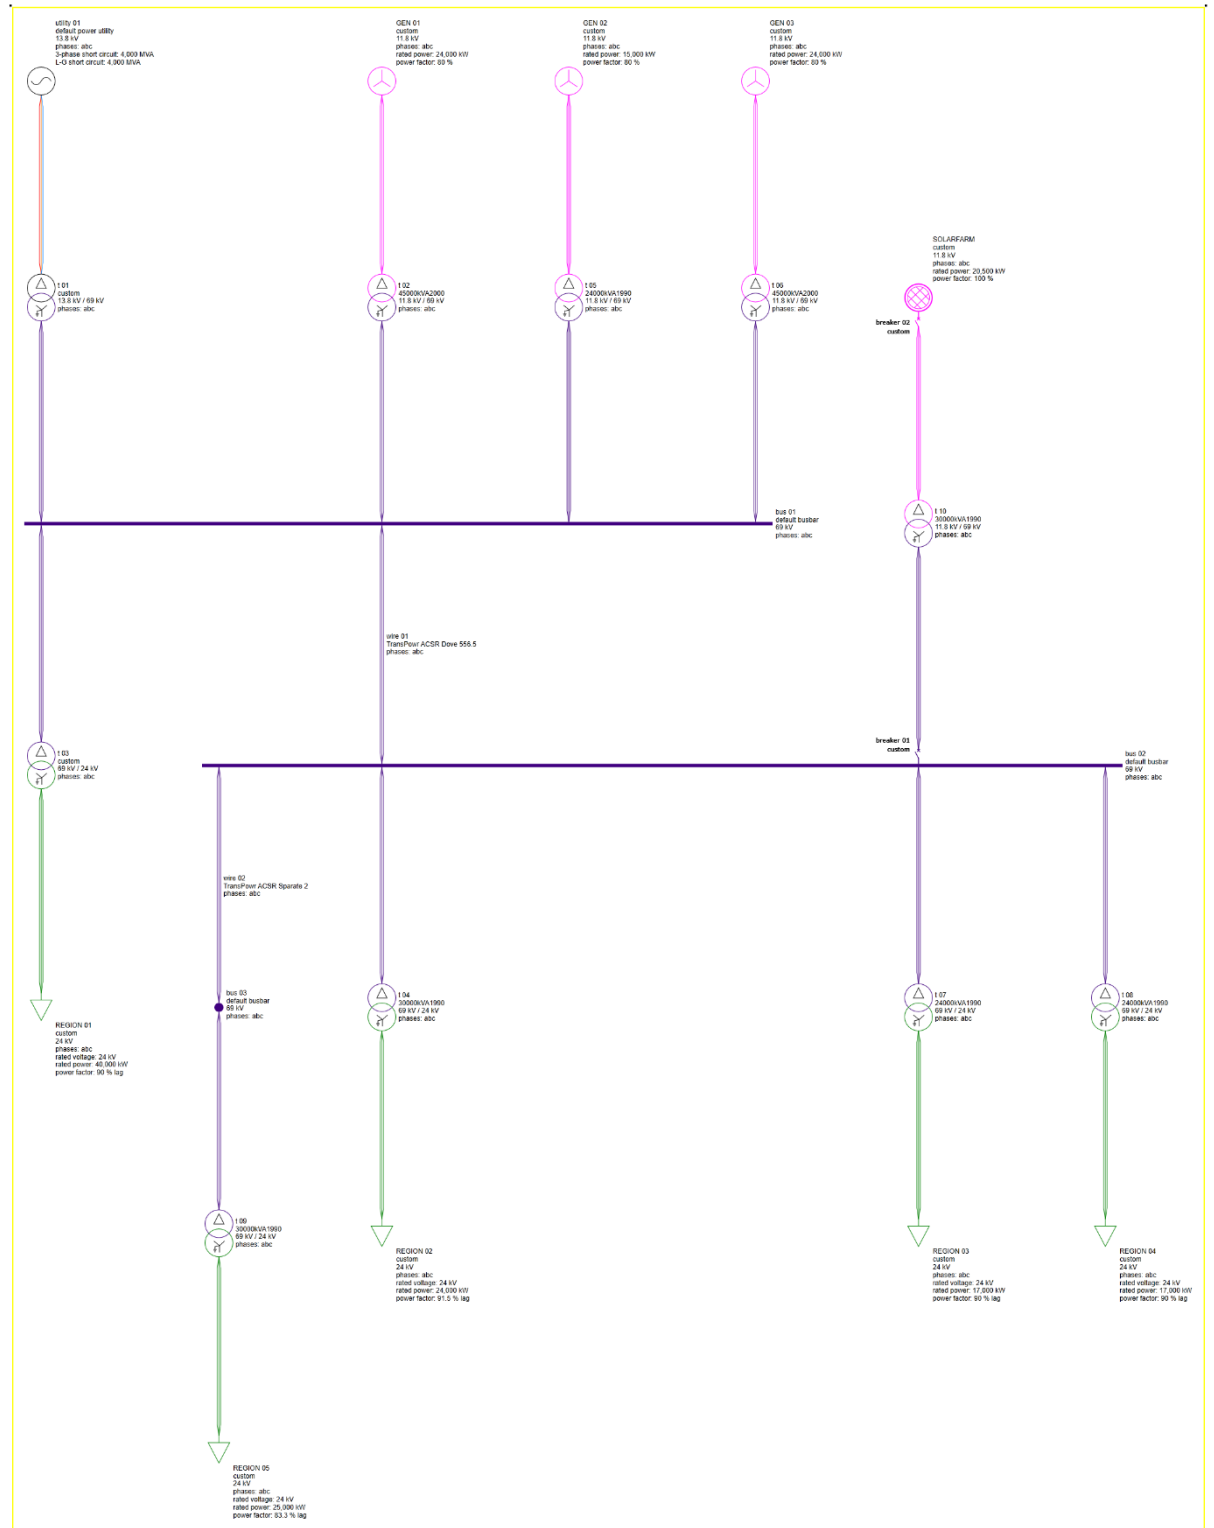 utility 01
default power utility
13.8 kV
phases: abc
3-phase short circuit: 4,000 MVA
L-G short circuit: 4,000 MVA
GEN 01
custom
11.8 kV
phases: abc
rated power: 24,000 kW
power factor: 80 %
GEN 02
custom
11.8 kV
phases: abc
rated power: 15,000 kW
power factor: 80 %
GEN 03
custom
11.8 kV
phases: abc
rated power: 24,000 kW
power factor: 80 %
SOLARFARM
custom
11.8 kV
phases: abc
rated power: 20,500 kW
power factor: 100 %
t 01
custom
13.8 kV / 69 kV
phases: abc
t 02
45000kVA2000
11.8 kV / 69 kV
phases: abc
t 05
24000kVA1990
11.8 kV / 69 kV
phases: abc
t 06
45000kVA2000
11.8 kV / 69 kV
phases: abc
breaker 02
custom
bus 01
default busbar
69 kV
phases: abc
t 10
30000kVA1990
11.8 kV / 69 kV
phases: abc
wire 01
TransPowr ACSR Dove 556.5
phases: abc
t 03
custom
69 kV / 24 kV
phases: abc
breaker 01
custom
bus 02
default busbar
69 kV
phases: abc
wire 02
TransPowr ACSR Sparate 2
phases: abc
bus 03
default busbar
69 kV
phases: abc
t 04
30000kVA1990
69 kV / 24 kV
phases: abc
t 07
24000kVA1990
69 kV / 24 kV
phases: abc
t 08
24000kVA1990
69 kV / 24 kV
phases: abc
REGION 01
custom
24 kV
phases: abc
rated voltage: 24 kV
rated power: 40,000 kW
power factor: 90 % lag
t 09
30000kVA1990
69 kV / 24 kV
phases: abc
REGION 02
custom
24 kV
phases: abc
rated voltage: 24 kV
rated power: 24,000 kW
power factor: 91.5 % lag
REGION 03
custom
24 kV
phases: abc
rated voltage: 24 kV
rated power: 17,000 kW
power factor: 90 % lag
REGION 04
custom
24 kV
phases: abc
rated voltage: 24 kV
rated power: 17,000 kW
power factor: 90 % lag
REGION 05
custom
24 kV
phases: abc
rated voltage: 24 kV
rated power: 25,000 kW
power factor: 83.3 % lag